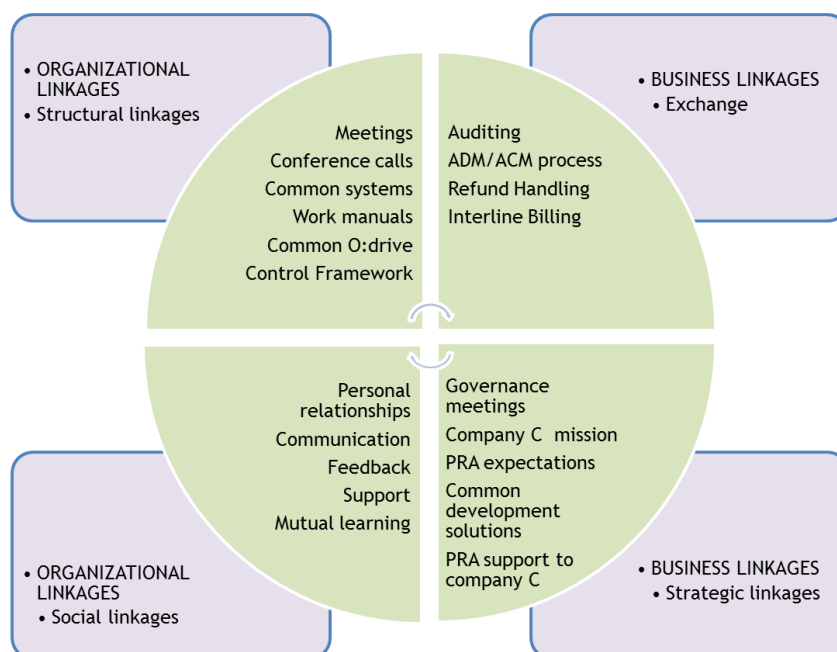 • ORGANIZATIONAL
LINKAGES
• Structural linkages
Meetings
Conference calls
Common systems
Work manuals
Common O:drive
Control Framework
• BUSINESS LINKAGES
• Exchange
Auditing
ADM/ACM process
Refund Handling
Interline Billing
Personal
relationships
Communication
Feedback
Support
Mutual learning
• ORGANIZATIONAL
LINKAGES
• Social linkages
Governance
meetings
Company C mission
PRA expectations
Common
development
solutions
PRA support to
company C
• BUSINESS LINKAGES
• Strategic linkages